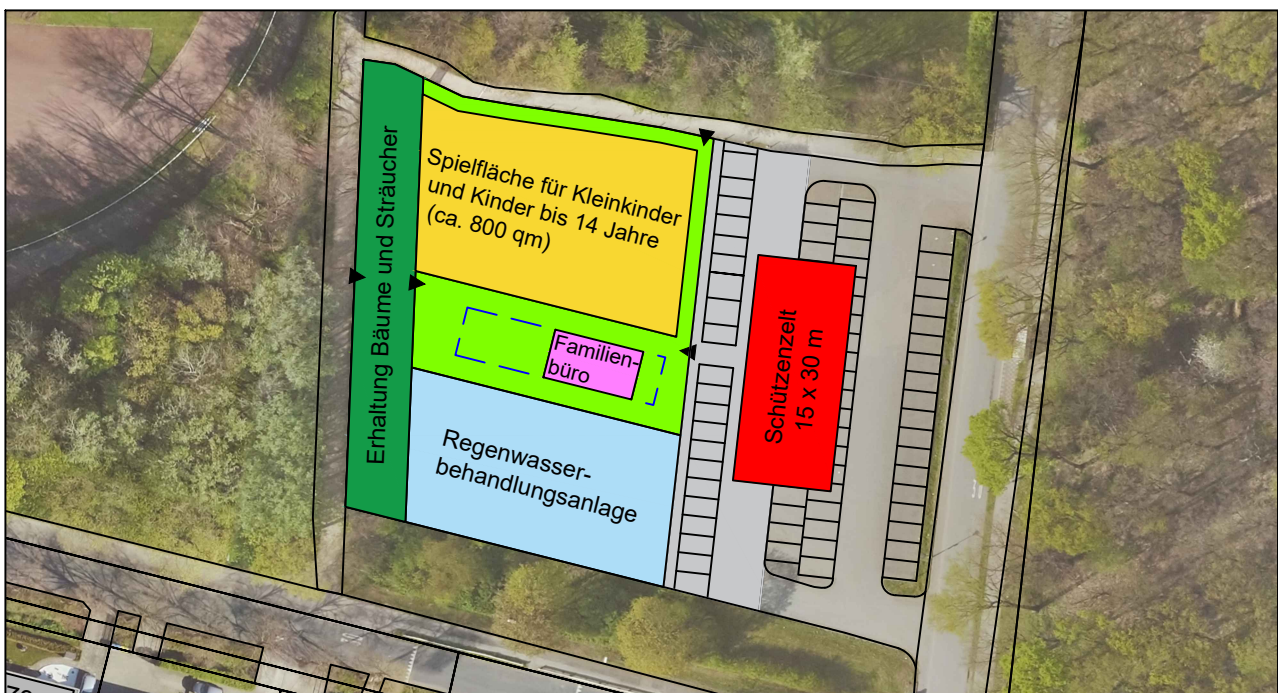 Erhaltung Bäume und Sträucher
Spielfläche für Kleinkinder
und Kinder bis 14 Jahre
(ca. 800 qm)
Familien-
büro
Regenwasser-
behandlungsanlage
Schützenzelt
15 x 30 m